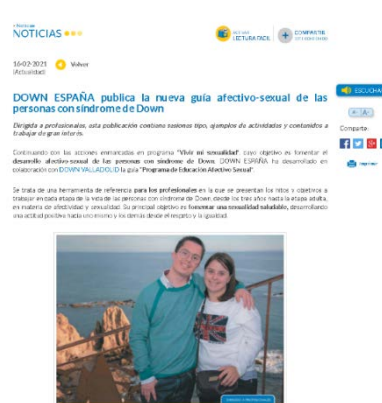 NOTICIAS
LECTURA FÁCIL
COMPARTIR
16-02-2021
Volver
(Actualidad)
ESCUCHAR
DOWN ESPAÑA publica la nueva guía afectivo-sexual de las
personas con síndrome de Down
Dirigida a profesionales, esta publicación contiene sesiones tipo, ejemplos de actividades y contenidos a
trabajar de gran interés.
Comparte:
Continuando con las acciones enmarcadas en programa "Vivir mi sexualidad", cuyo objetivo es fomentar el
desarrollo afectivo-sexual de las personas con síndrome de Down, DOWN ESPAÑA ha desarrollado en
colaboración con DOWN VALLADOLID la guía "Programa de Educación Afectivo Sexual".
Imprimir
Se trata de una herramienta de referencia para los profesionales en la que se presentan los hitos u objetivos a
trabajar en cada etapa de la vida de las personas con síndrome de Down, desde los tres años hasta la etapa adulta,
en materia de afectividad y sexualidad. Su principal objetivo es fomentar una sexualidad saludable, desarrollando
una actitud positiva hacia uno mismo y los demás desde el respeto y la igualdad.